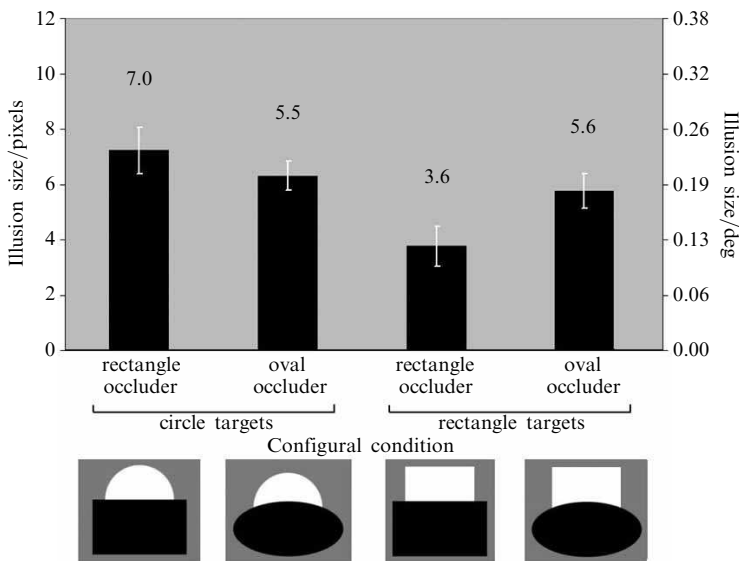 12
10
8
6
4
2
0
Illusion size/pixels
7.0
5.5
3.6
5.6
0.38
0.32
0.26
0.19
0.13
0.06
0.00
Illusion size/deg
rectangle occluder
oval occluder
rectangle occluder
oval occluder
circle targets
rectangle targets
Configural condition